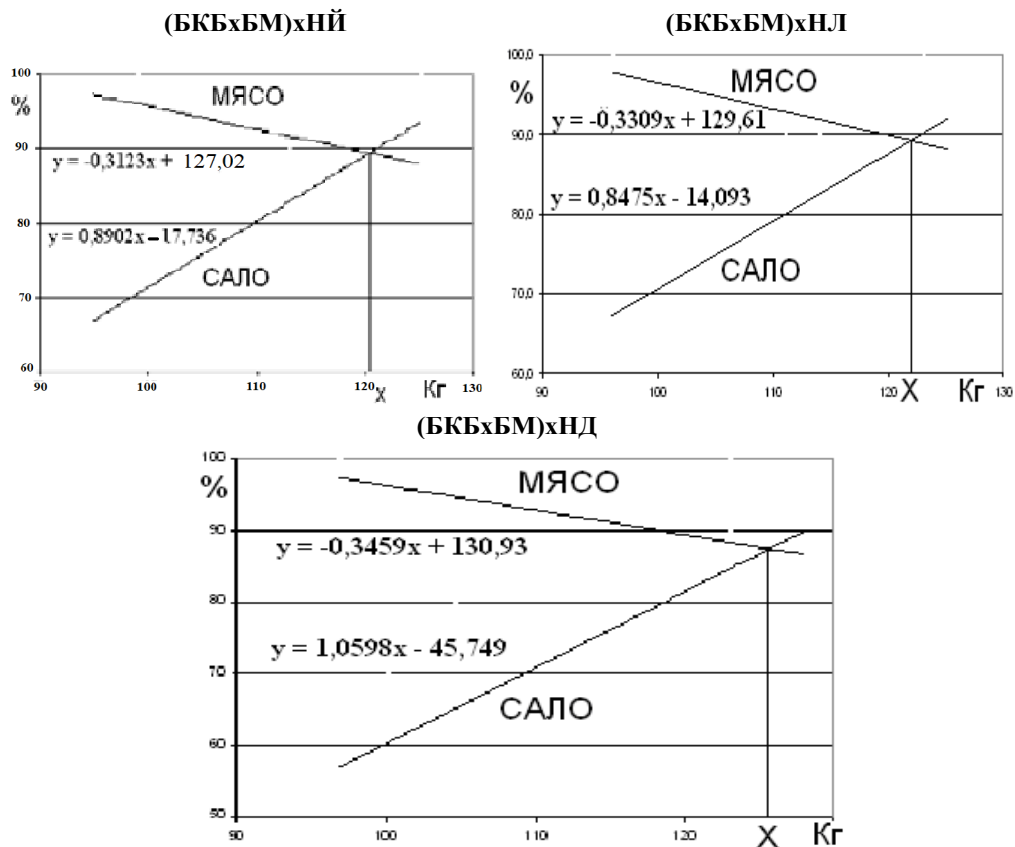 (БКБхБМ)хНЙ
100
%
90
80
70
60
90
100
110
120
х
Кг
130
МЯСО
y = -0,3123x + 127,02
y = 0,8902x – 17,736
САЛО
(БКБхБМ)хНЛ
100,0
%
90,0
80,0
70,0
60,0
90
100
110
120
Х
Кг
130
МЯСО
y = -0,3309x + 129,61
y = 0,8475x - 14,093
САЛО
(БКБхБМ)хНД
100
%
90
80
70
60
50
90
100
110
120
Х
Кг
МЯСО
y = -0,3459x + 130,93
y = 1,0598x - 45,749
САЛО